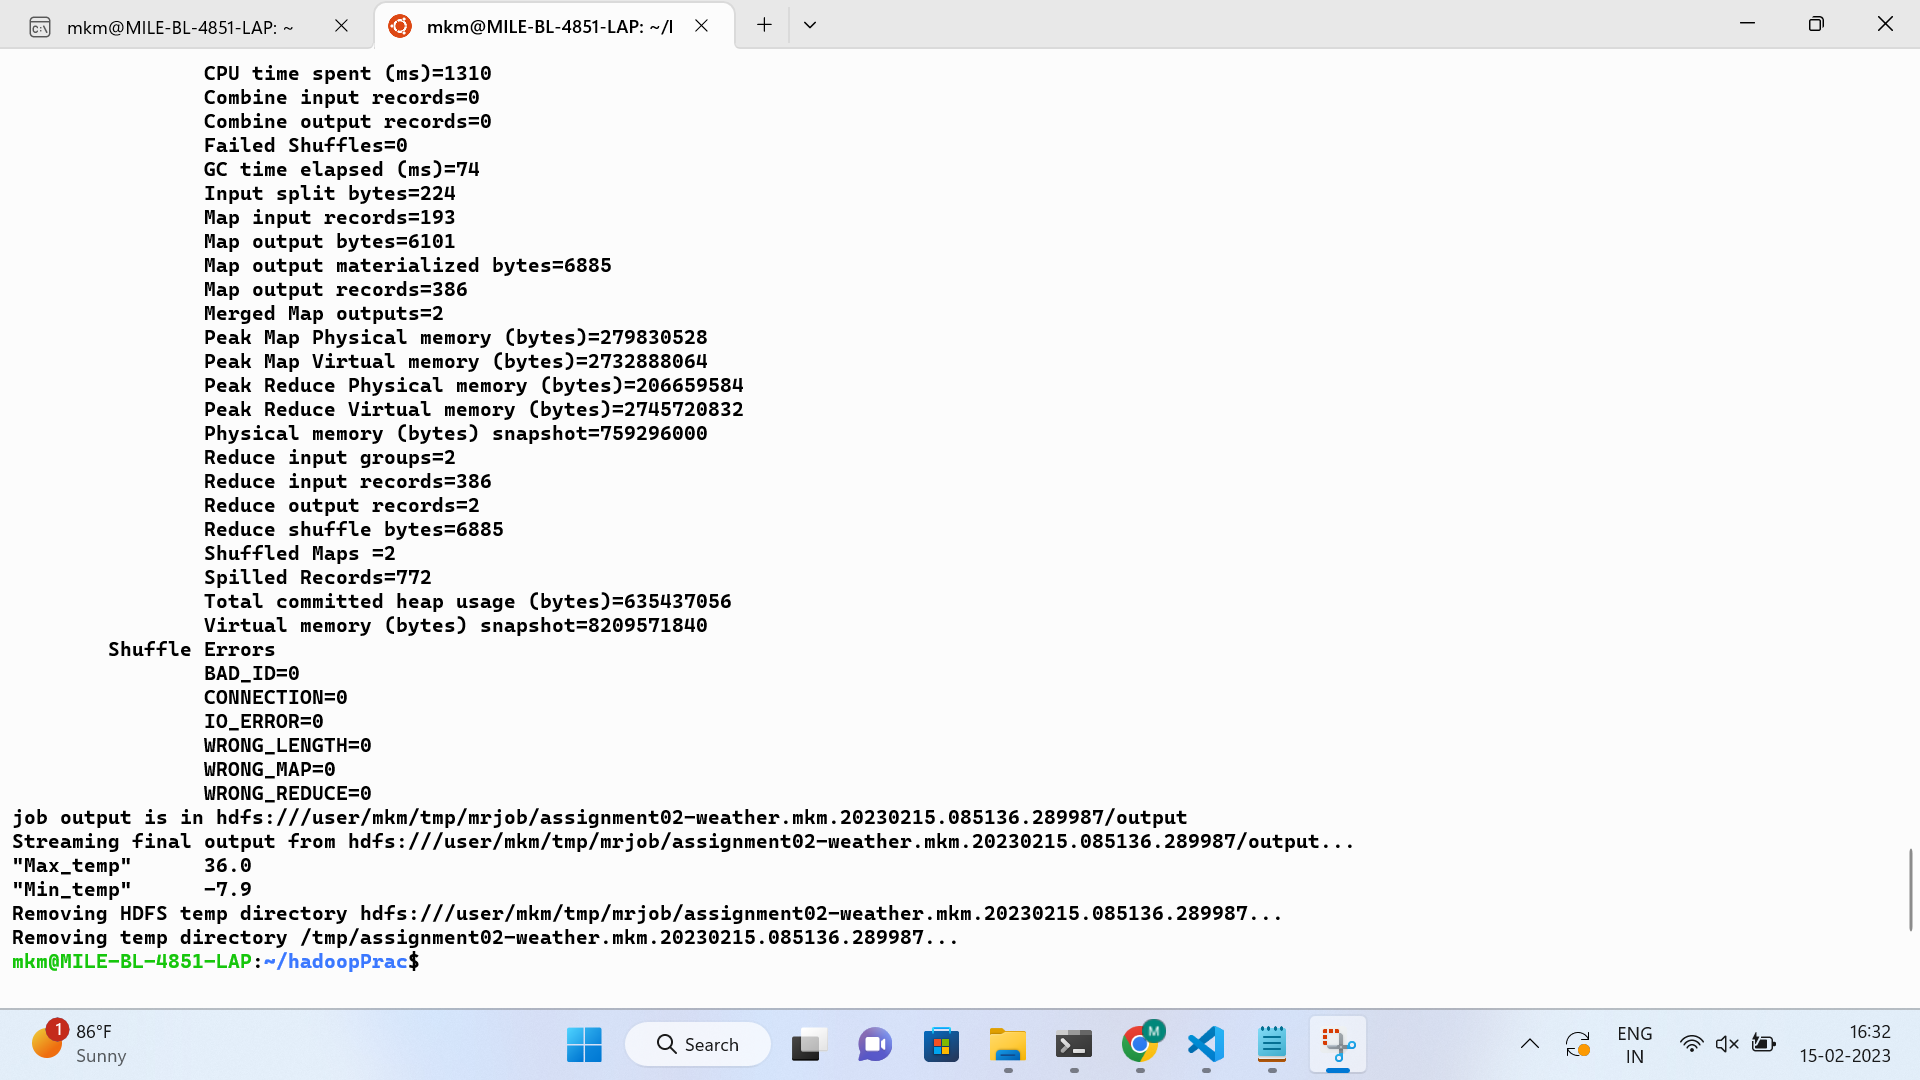 mkm@MILE-BL-4851-LAP: ~
mkm@MILE-BL-4851-LAP: ~/l
CPU time spent (ms)=1310
Combine input records=0
Combine output records=0
Failed Shuffles=0
GC time elapsed (ms)=74
Input split bytes=224
Map input records=193
Map output bytes=6101
Map output materialized bytes=6885
Map output records=386
Merged Map outputs=2
Peak Map Physical memory (bytes)=279830528
Peak Map Virtual memory (bytes)=2732888064
Peak Reduce Physical memory (bytes)=206659584
Peak Reduce Virtual memory (bytes)=2745720832
Physical memory (bytes) snapshot=759296000
Reduce input groups=2
Reduce input records=386
Reduce output records=2
Reduce shuffle bytes=6885
Shuffled Maps =2
Spilled Records=772
Total committed heap usage (bytes)=635437056
Virtual memory (bytes) snapshot=8209571840
Shuffle Errors
BAD_ID=0
CONNECTION=0
IO_ERROR=0
WRONG_LENGTH=0
WRONG_MAP=0
WRONG_REDUCE=0
job output is in hdfs:///user/mkm/tmp/mrjob/assignment02-weather.mkm.20230215.085136.289987/output
Streaming final output from hdfs:///user/mkm/tmp/mrjob/assignment02-weather.mkm.20230215.085136.289987/output...
"Max_temp" 36.0
"Min_temp" -7.9
Removing HDFS temp directory hdfs:///user/mkm/tmp/mrjob/assignment02-weather.mkm.20230215.085136.289987...
Removing temp directory /tmp/assignment02-weather.mkm.20230215.085136.289987...
mkm@MILE-BL-4851-LAP:~/hadoopPrac$
1
86°F
Sunny
Search
M
ENG
IN
16:32
15-02-2023